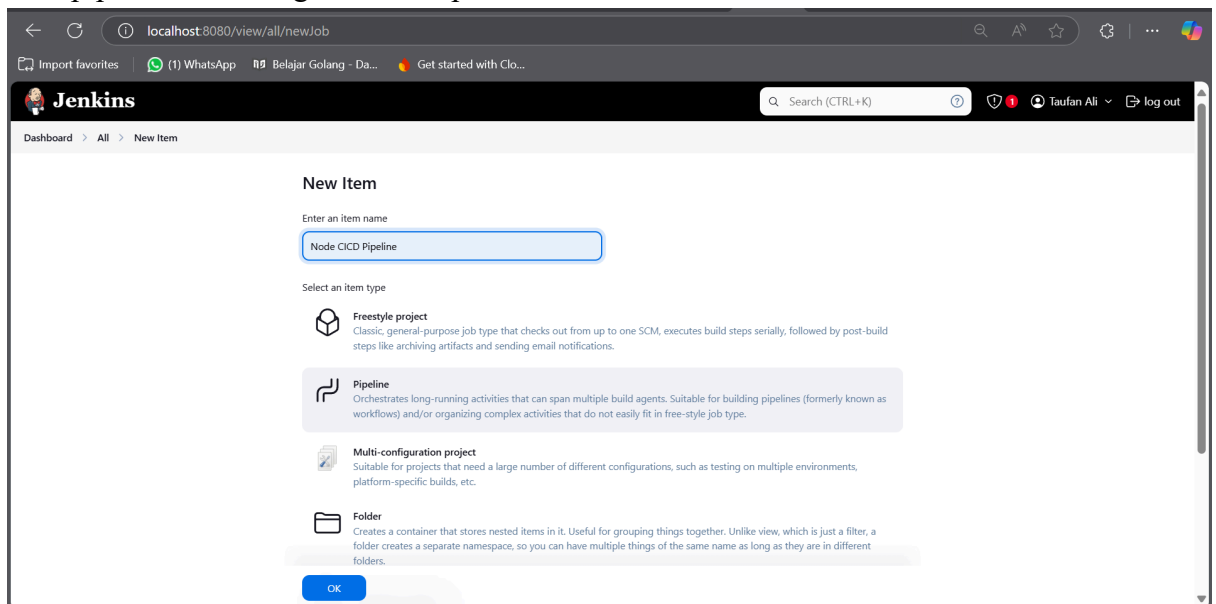 localhost:8080/view/all/newJob
Import favorites (1) WhatsApp Belajar Golang - Da... Get started with Clo...
Jenkins Search (CTRL+K) 1 Taufan Ali log out
Dashboard > All > New Item
New Item
Enter an item name
Node CICD Pipeline
Select an item type
Freestyle project
Classic, general-purpose job type that checks out from up to one SCM, executes build steps serially, followed by post-build
steps like archiving artifacts and sending email notifications.
Pipeline
Orchestrates long-running activities that can span multiple build agents. Suitable for building pipelines (formerly known as
workflows) and/or organizing complex activities that do not easily fit in free-style job type.
Multi-configuration project
Suitable for projects that need a large number of different configurations, such as testing on multiple environments,
platform-specific builds, etc.
Folder
Creates a container that stores nested items in it. Useful for grouping things together. Unlike view, which is just a filter, a
folder creates a separate namespace, so you can have multiple things of the same name as long as they are in different
folders.
OK